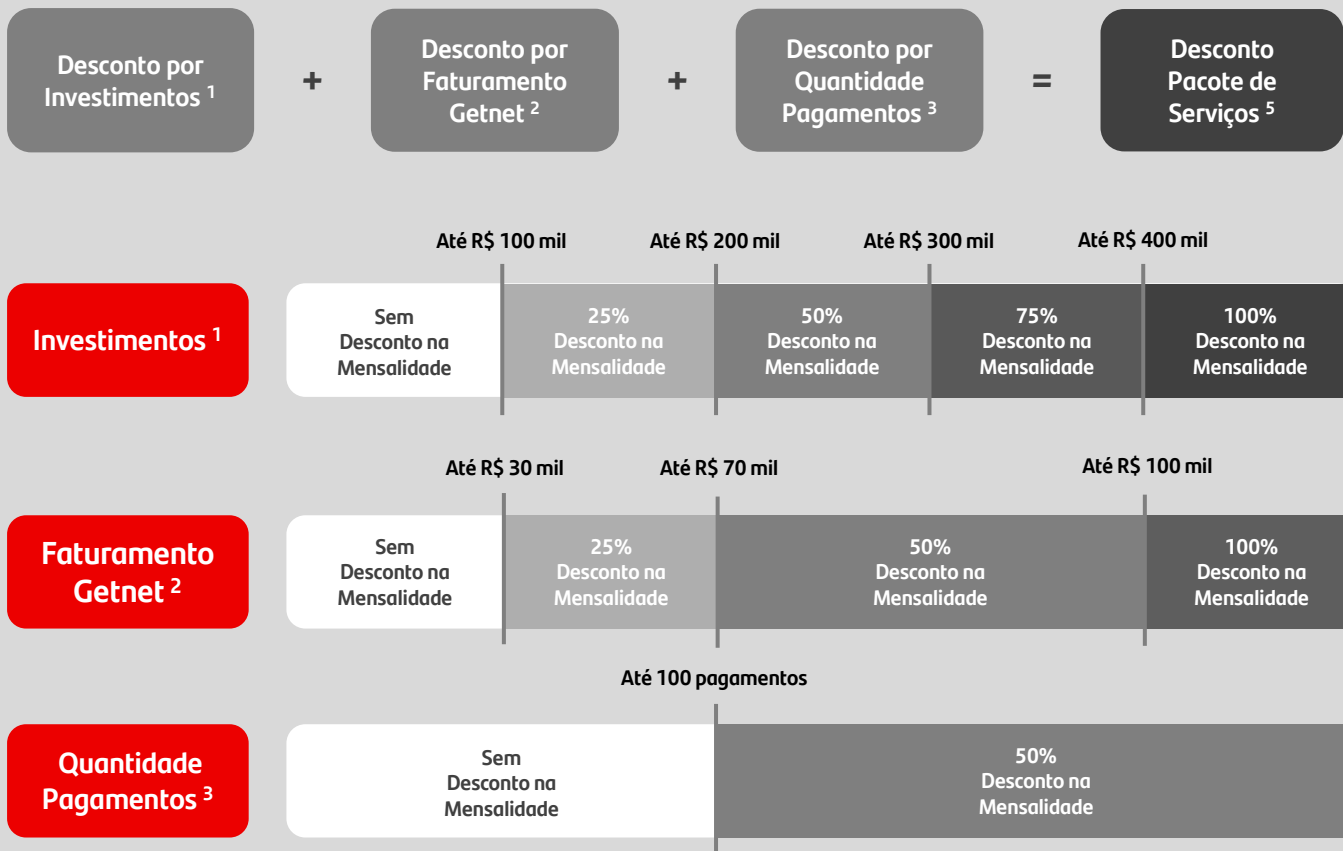 Desconto por
Investimentos ¹
+
Desconto por
Faturamento
Getnet ²
+
Desconto por
Quantidade
Pagamentos ³
=
Desconto
Pacote de
Serviços ⁵
Até R$ 100 mil
Até R$ 200 mil
Até R$ 300 mil
Até R$ 400 mil
Investimentos ¹
Sem
Desconto na
Mensalidade
25%
Desconto na
Mensalidade
50%
Desconto na
Mensalidade
75%
Desconto na
Mensalidade
100%
Desconto na
Mensalidade
Até R$ 30 mil
Até R$ 70 mil
Até R$ 100 mil
Faturamento
Getnet ²
Sem
Desconto na
Mensalidade
25%
Desconto na
Mensalidade
50%
Desconto na
Mensalidade
100%
Desconto na
Mensalidade
Até 100 pagamentos
Quantidade
Pagamentos ³
Sem
Desconto na
Mensalidade
50%
Desconto na
Mensalidade